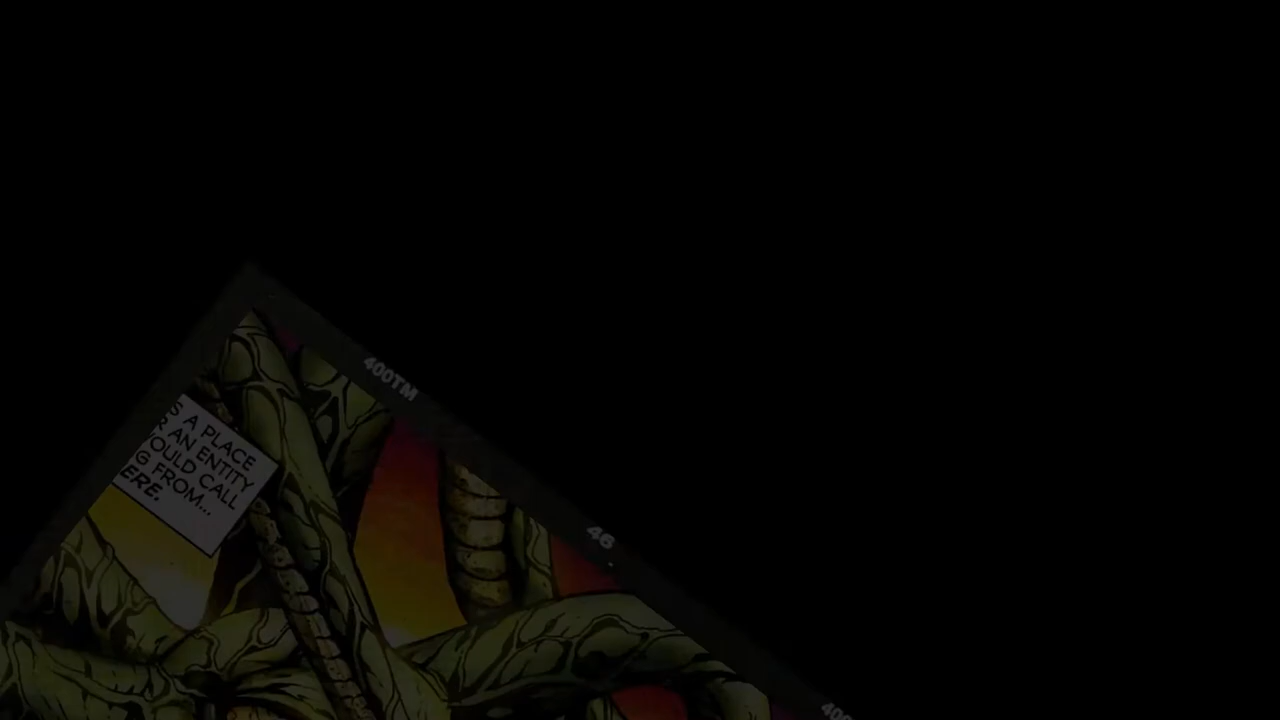 400TM
S A PLACE
R AN ENTITY
OULD CALL
G FROM...
ERE.
46
400